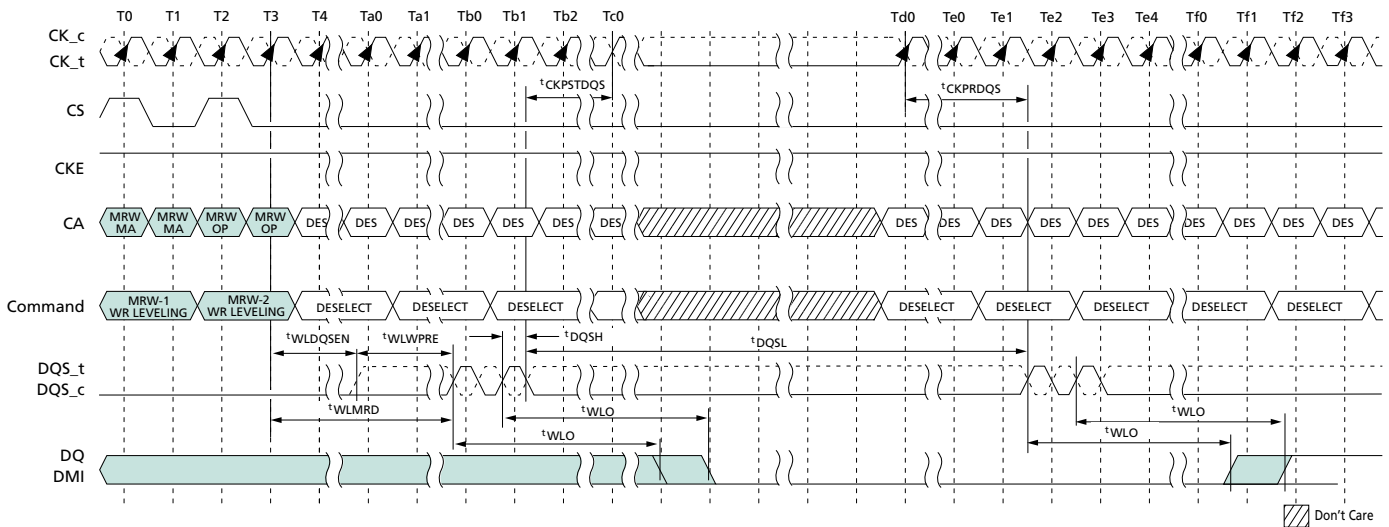 T0 T1 T2 T3 T4 Ta0 Ta1 Tb0 Tb1 Tb2 Tc0 Td0 Te0 Te1 Te2 Te3 Te4 Tf0 Tf1 Tf2 Tf3
CK_c
CK_t
tCKPSTDQS tCKPRDQS
CS
CKE
CA MRW MA MRW MA MRW OP MRW OP DES DES DES DES DES DES DES DES DES DES DES DES DES DES DES DES DES
Command MRW-1 WR LEVELING MRW-2 WR LEVELING DESELECT DESELECT DESELECT DESELECT DESELECT DESELECT DESELECT DESELECT
tWLDQSEN tWLWPRE tDQSH tDQSL
DQS_t
DQS_c
tWLMRD tWLO tWLO
tWLO tWLO
DQ
DMI
Don't Care